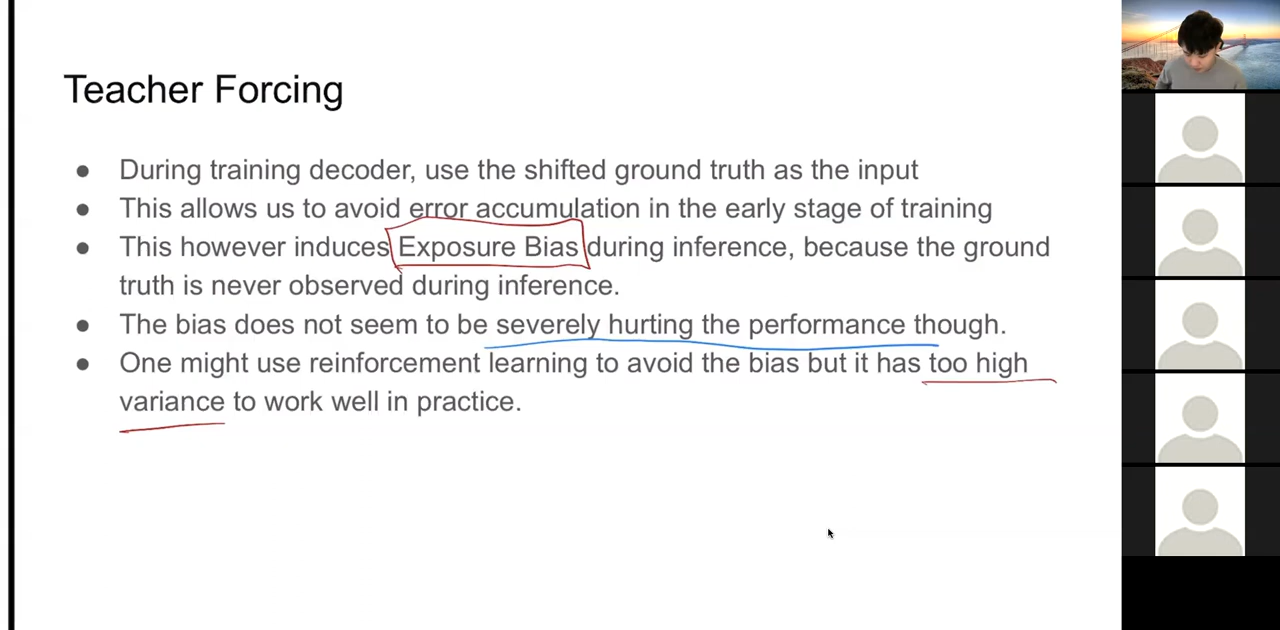 Teacher Forcing
● During training decoder, use the shifted ground truth as the input
● This allows us to avoid error accumulation in the early stage of training
● This however induces Exposure Bias during inference, because the ground
truth is never observed during inference.
● The bias does not seem to be severely hurting the performance though.
● One might use reinforcement learning to avoid the bias but it has too high
variance to work well in practice.